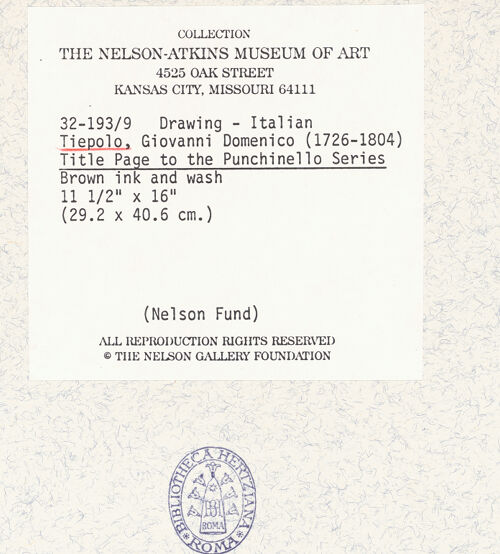 COLLECTION
THE NELSON-ATKINS MUSEUM OF ART
4525 OAK STREET
KANSAS CITY, MISSOURI 64111
32-193/9 Drawing - Italian
Tiepolo, Giovanni Domenico (1726-1804)
Title Page to the Punchinello Series
Brown ink and wash
11 1/2" x 16"
(29.2 x 40.6 cm.)
(Nelson Fund)
ALL REPRODUCTION RIGHTS RESERVED
© THE NELSON GALLERY FOUNDATION
BIBLIOTHECA HERTZIANA
ROMA
ROMA